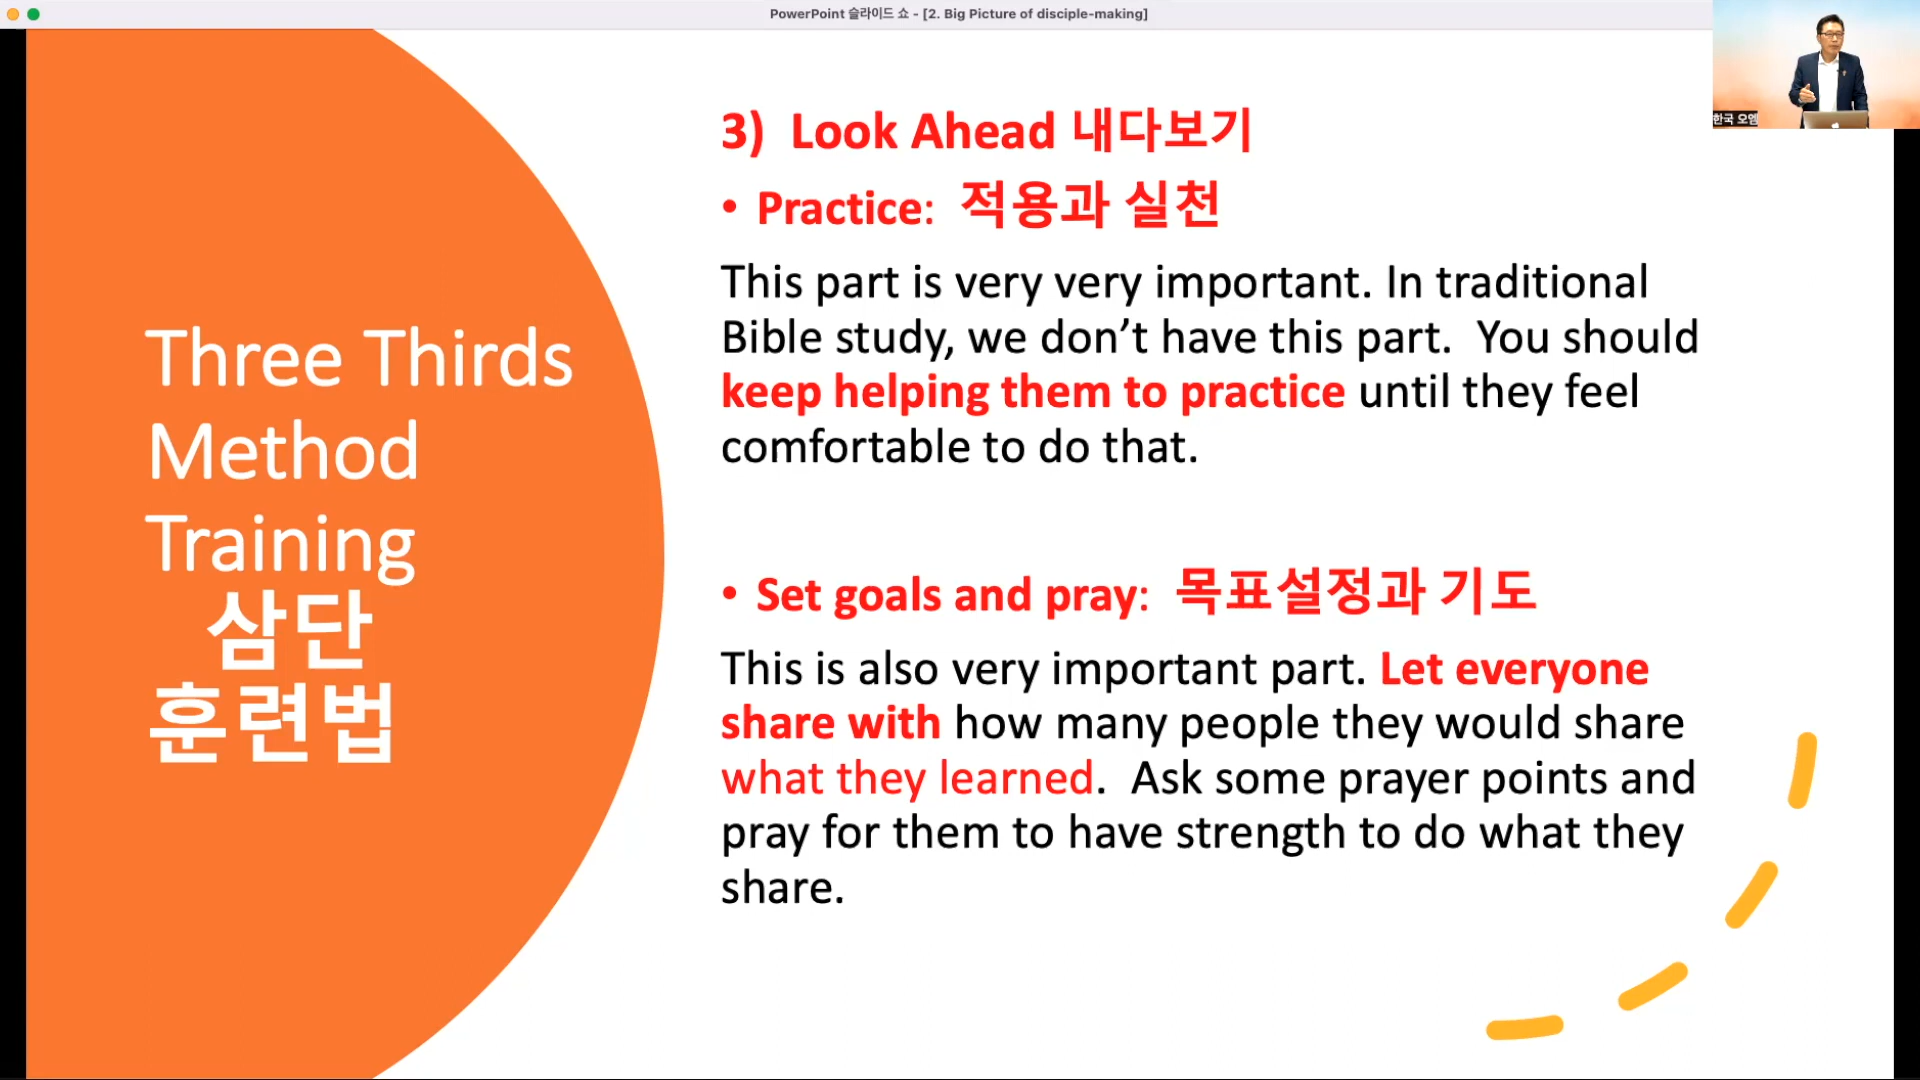 PowerPoint 슬라이드 쇼 - [2. Big Picture of disciple-making]
한국 오엠
Three Thirds
Method
Training
삼단
훈련법
3) Look Ahead 내다보기
• Practice: 적용과 실천
This part is very very important. In traditional
Bible study, we don’t have this part. You should
keep helping them to practice until they feel
comfortable to do that.
• Set goals and pray: 목표설정과 기도
This is also very important part. Let everyone
share with how many people they would share
what they learned. Ask some prayer points and
pray for them to have strength to do what they
share.